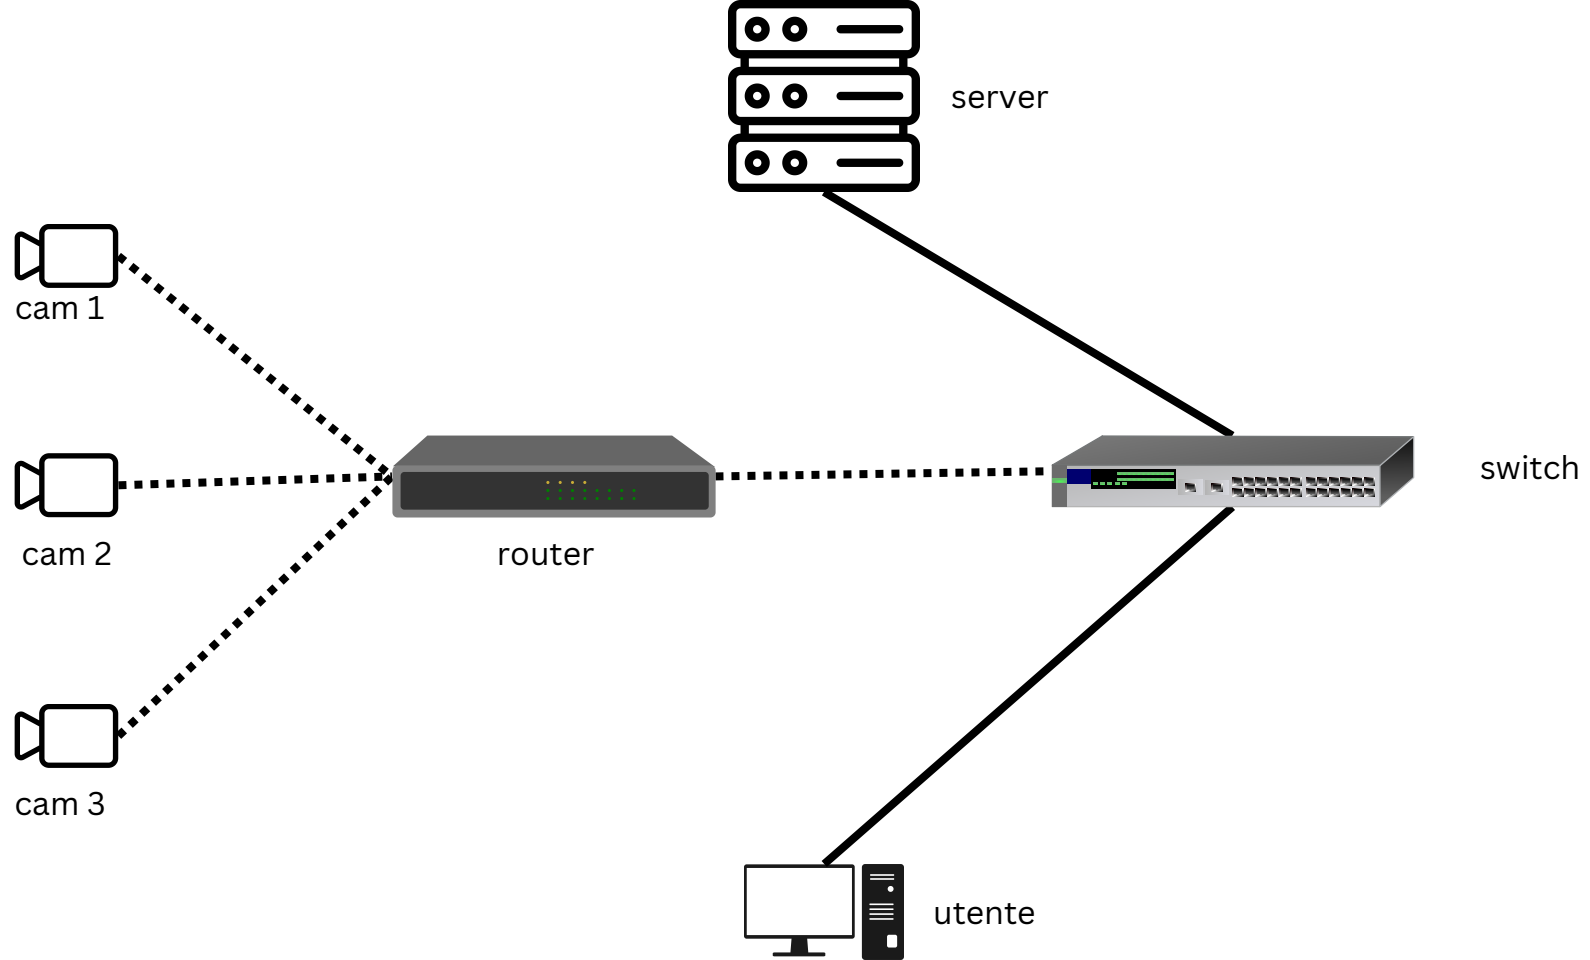 server
cam 1
switch
cam 2
router
cam 3
utente